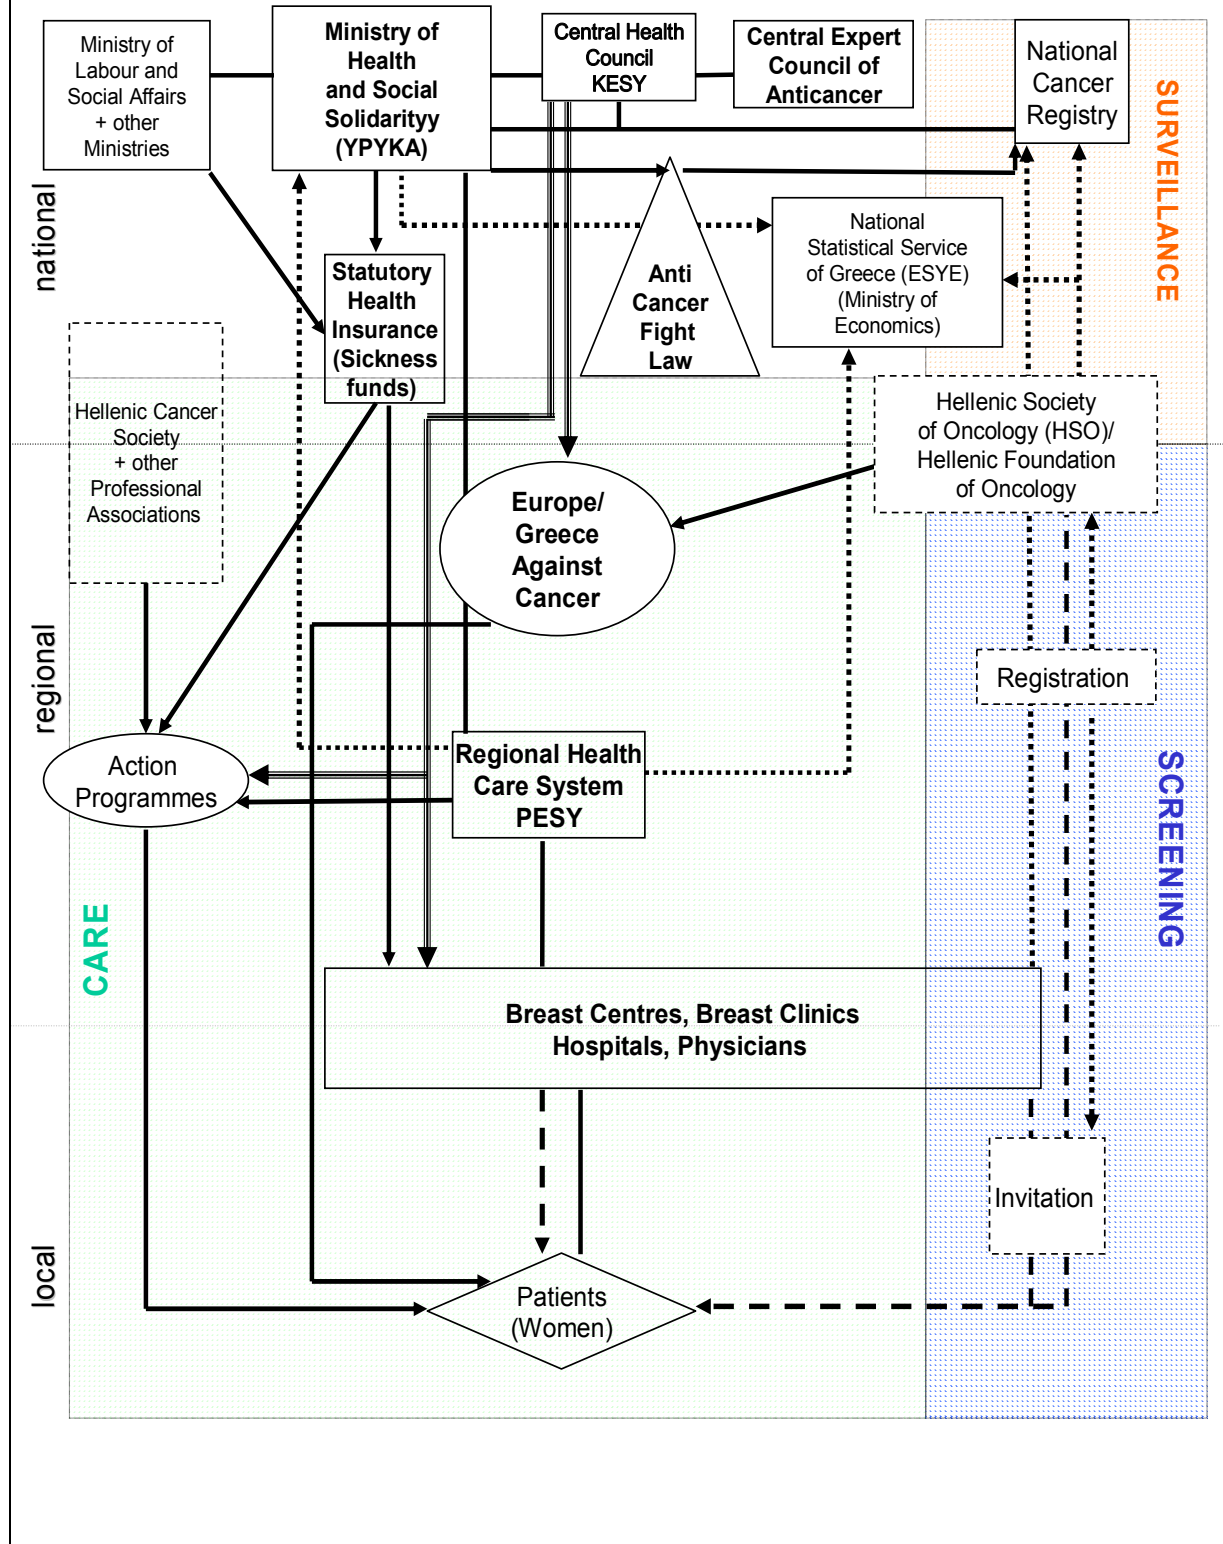 Ministry of
Labour and
Social Affairs
+ other
Ministries
Ministry of
Health
and Social
Solidarityy
(YPYKA)
Central Health
Council
KESY
Central Expert
Council of
Anticancer
National
Cancer
Registry
SURVEILLANCE
national
Statutory
Health
Insurance
(Sickness
funds)
Anti
Cancer
Fight
Law
National
Statistical Service
of Greece (ESYE)
(Ministry of
Economics)
Hellenic Cancer
Society
+ other
Professional
Associations
Hellenic Society
of Oncology (HSO)/
Hellenic Foundation
of Oncology
Europe/
Greece
Against
Cancer
regional
Registration
Action
Programmes
Regional Health
Care System
PESY
SCREENING
CARE
Breast Centres, Breast Clinics
Hospitals, Physicians
Invitation
local
Patients
(Women)